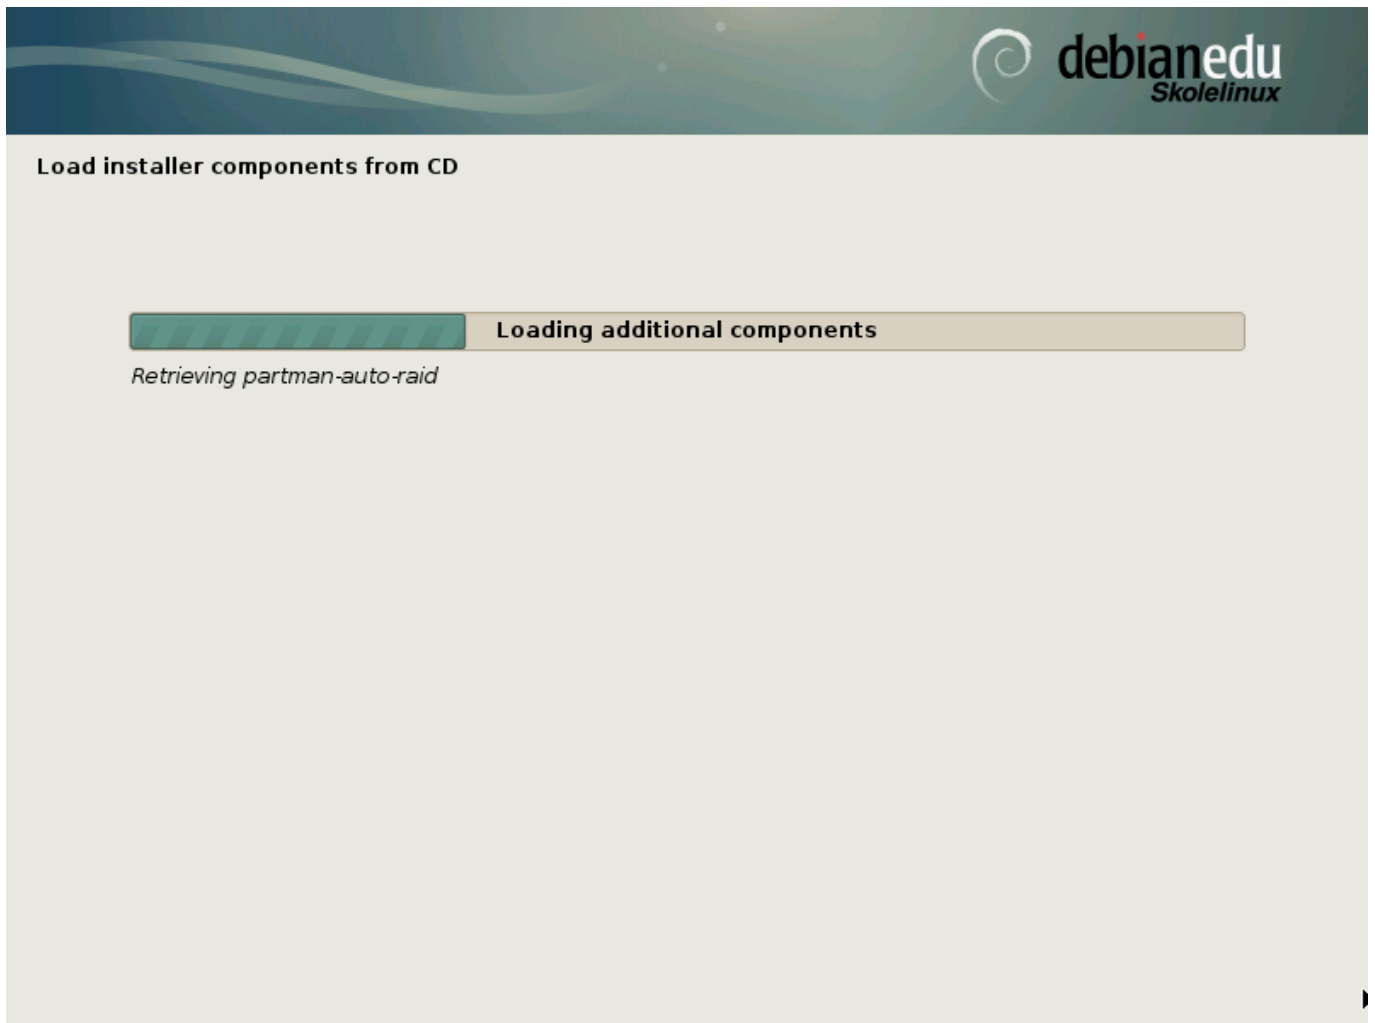 debianedu
Skolelinux
Load installer components from CD
Loading additional components
Retrieving partman-auto-raid